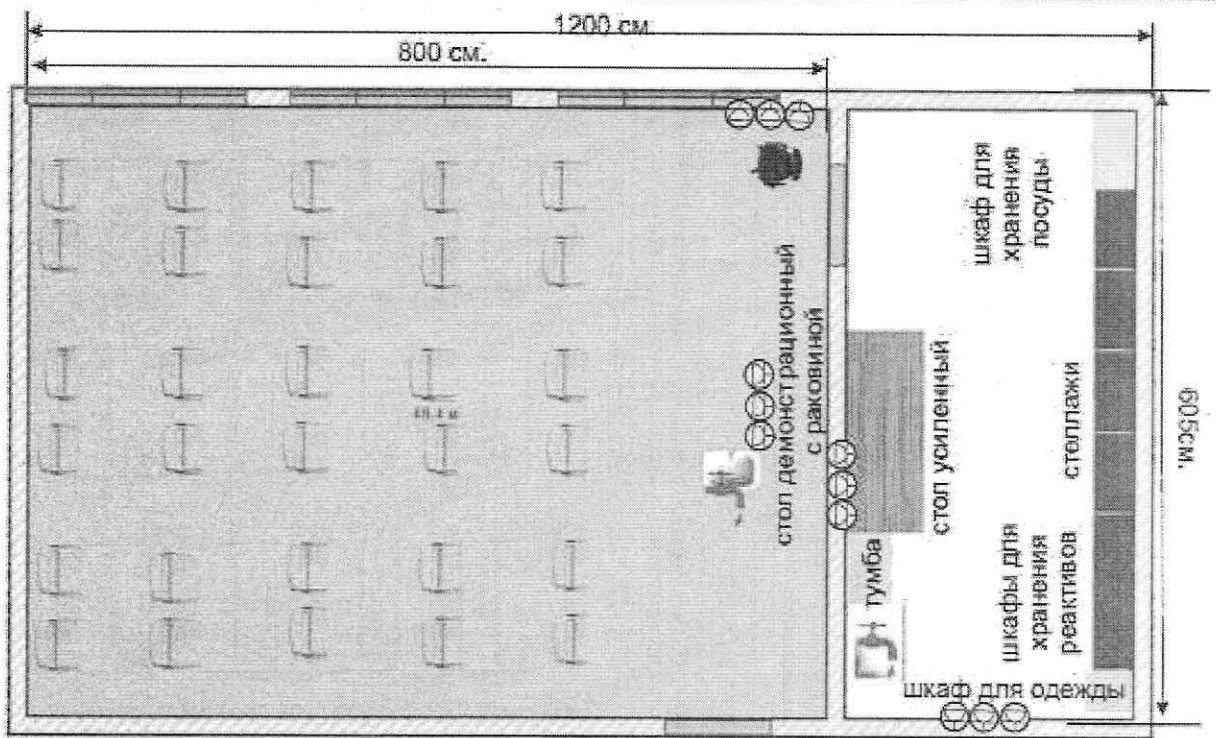 1200 см.
800 см.
605см.
шкаф для
хранения
посуды
стол демонстрационный
с раковиной
стол усиленный
стеллажи
тумба
шкафы для
хранения
реактивов
шкаф для одежды